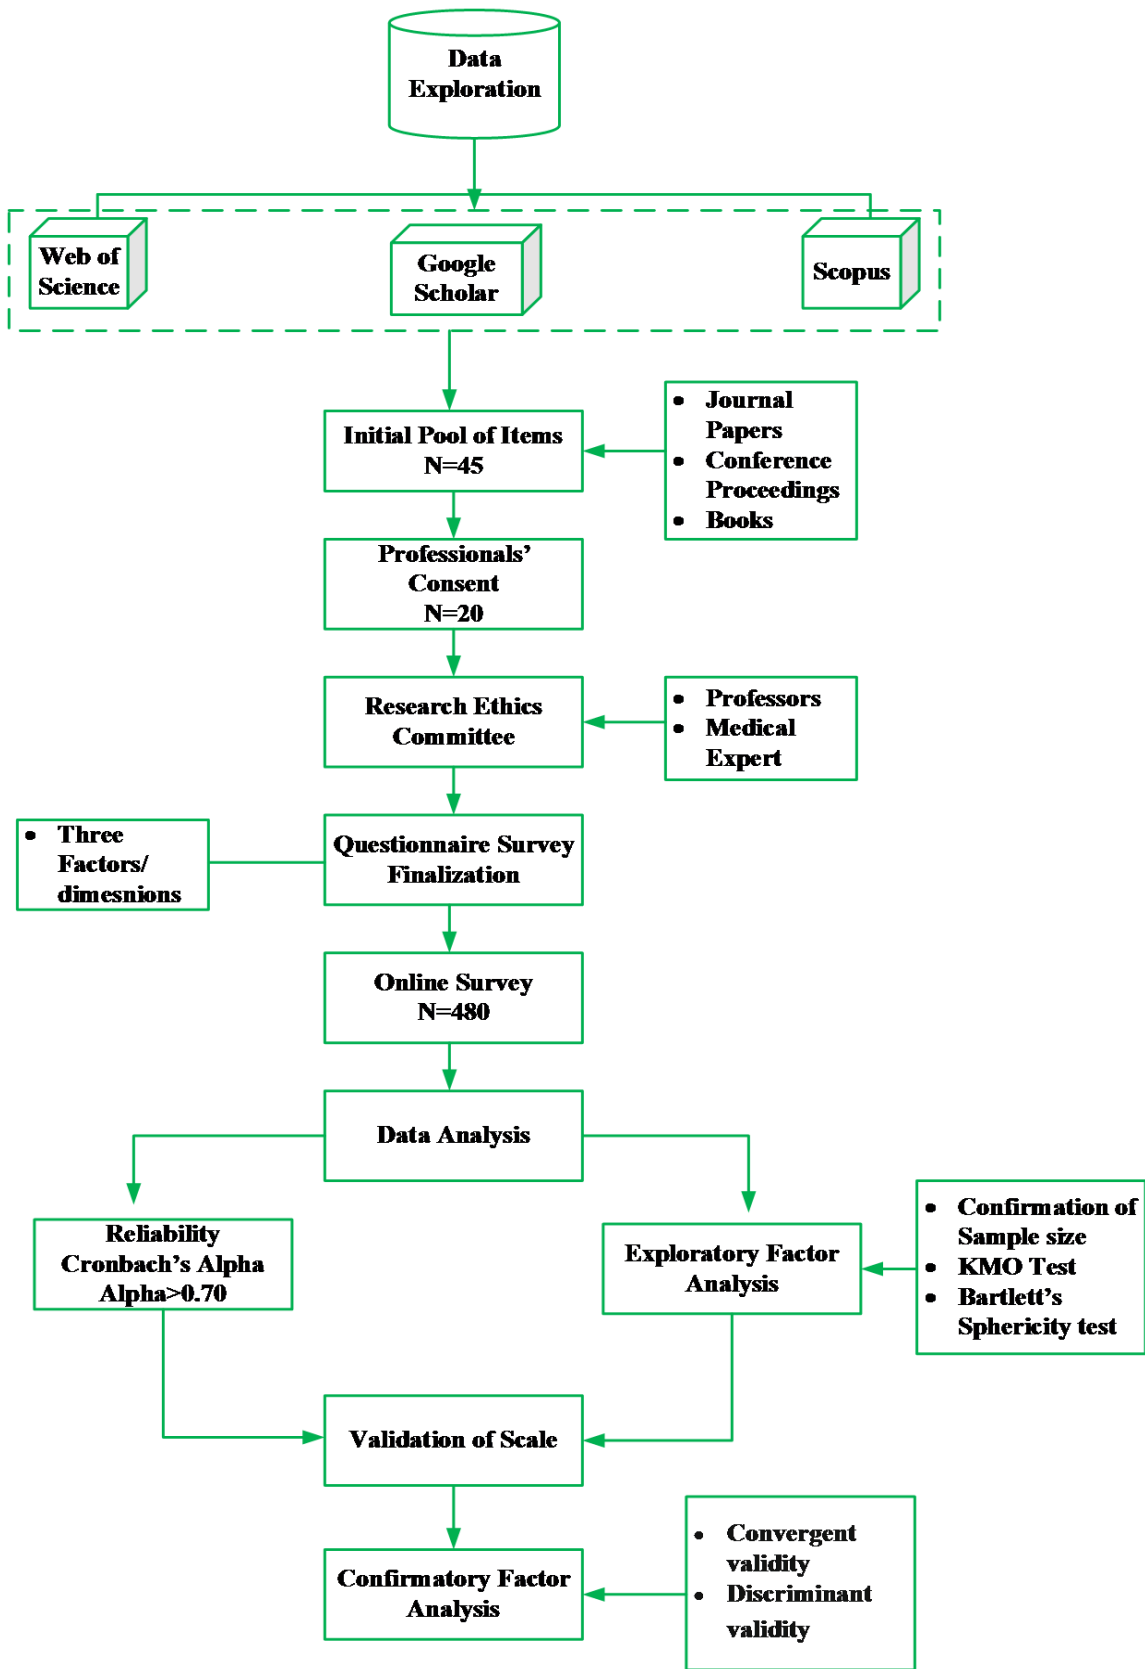 Data
Exploration
Web of
Science
Google
Scholar
Scopus
Initial Pool of Items
N=45
• Journal
Papers
• Conference
Proceedings
• Books
Professionals’
Consent
N=20
Research Ethics
Committee
• Professors
• Medical
Expert
• Three
Factors/
dimesnions
Questionnaire Survey
Finalization
Online Survey
N=480
Data Analysis
Reliability
Cronbach’s Alpha
Alpha>0.70
Exploratory Factor
Analysis
• Confirmation of
Sample size
• KMO Test
• Bartlett’s
Sphericity test
Validation of Scale
Confirmatory Factor
Analysis
• Convergent
validity
• Discriminant
validity